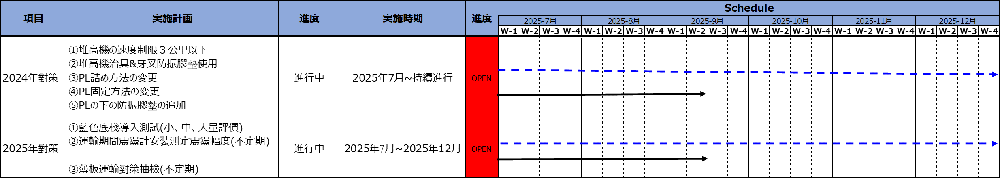 項目 実施計画 進度 実施時期 進度 Schedule
2025-7月 2025-8月 2025-9月 2025-10月 2025-11月 2025-12月
W-1 W-2 W-3 W-4 W-1 W-2 W-3 W-4 W-1 W-2 W-3 W-4 W-1 W-2 W-3 W-4 W-1 W-2 W-3 W-4 W-1 W-2 W-3 W-4
2024年對策
①堆高機の速度制限３公里以下
②堆高機治具&牙叉防振膠墊使用
③PL詰め方法の変更
④PL固定方法の変更
⑤PLの下の防振膠墊の追加
進行中
2025年7月~持續進行
OPEN
2025年對策
①藍色底棧導入測試(小、中、大量評價)
②運輸期間震盪計安裝測定震盪幅度(不定期)
③薄板運輸對策抽檢(不定期)
進行中
2025年7月~2025年12月
OPEN